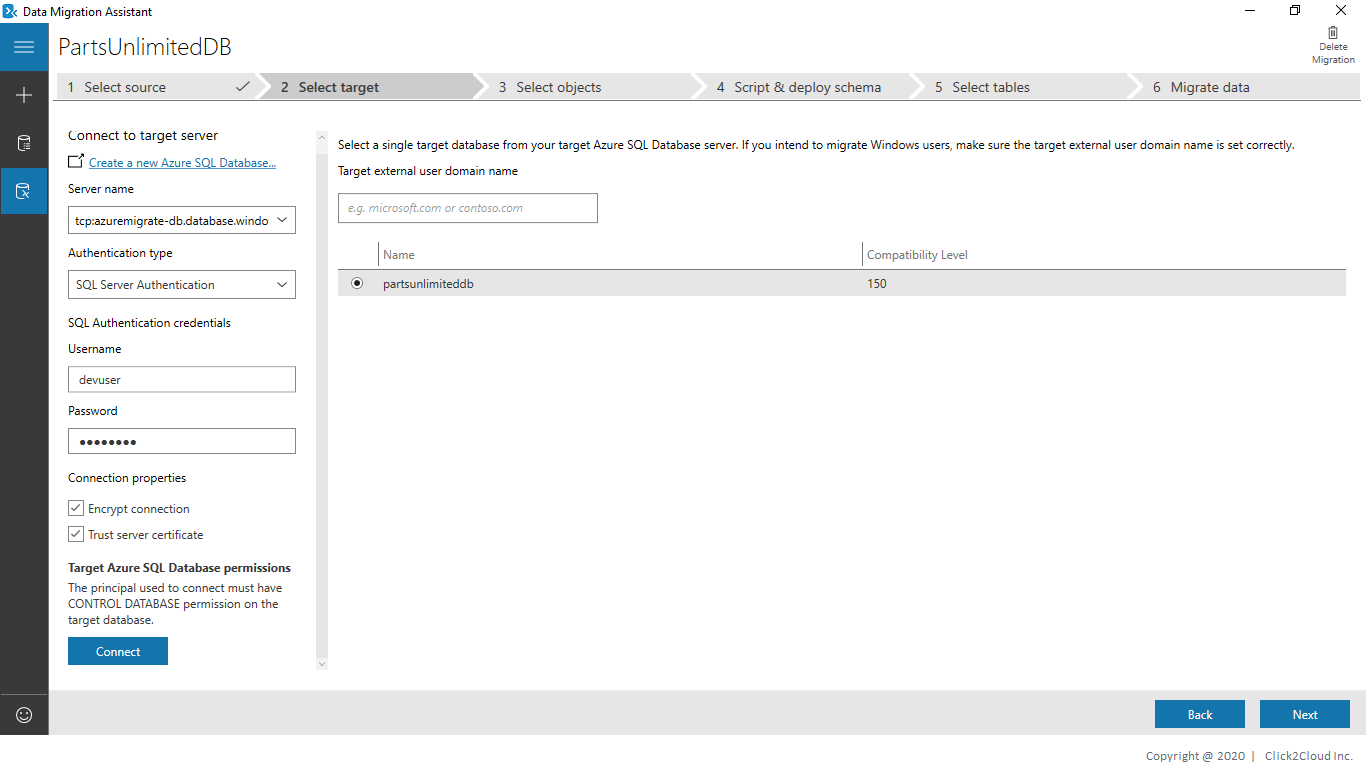 Data Migration Assistant
PartsUnlimitedDB
Delete
Migration
1 Select source
2 Select target
3 Select objects
4 Script & deploy schema
5 Select tables
6 Migrate data
Connect to target server
Create a new Azure SQL Database...
Server name
tcp:azuremigrate-db.database.windo
Authentication type
SQL Server Authentication
SQL Authentication credentials
Username
devuser
Password
••••••••
Connection properties
Encrypt connection
Trust server certificate
Target Azure SQL Database permissions
The principal used to connect must have
CONTROL DATABASE permission on the
target database.
Connect
Select a single target database from your target Azure SQL Database server. If you intend to migrate Windows users, make sure the target external user domain name is set correctly.
Target external user domain name
e.g. microsoft.com or contoso.com
Name Compatibility Level
partsunlimiteddb 150
Back Next
Copyright @ 2020 | Click2Cloud Inc.